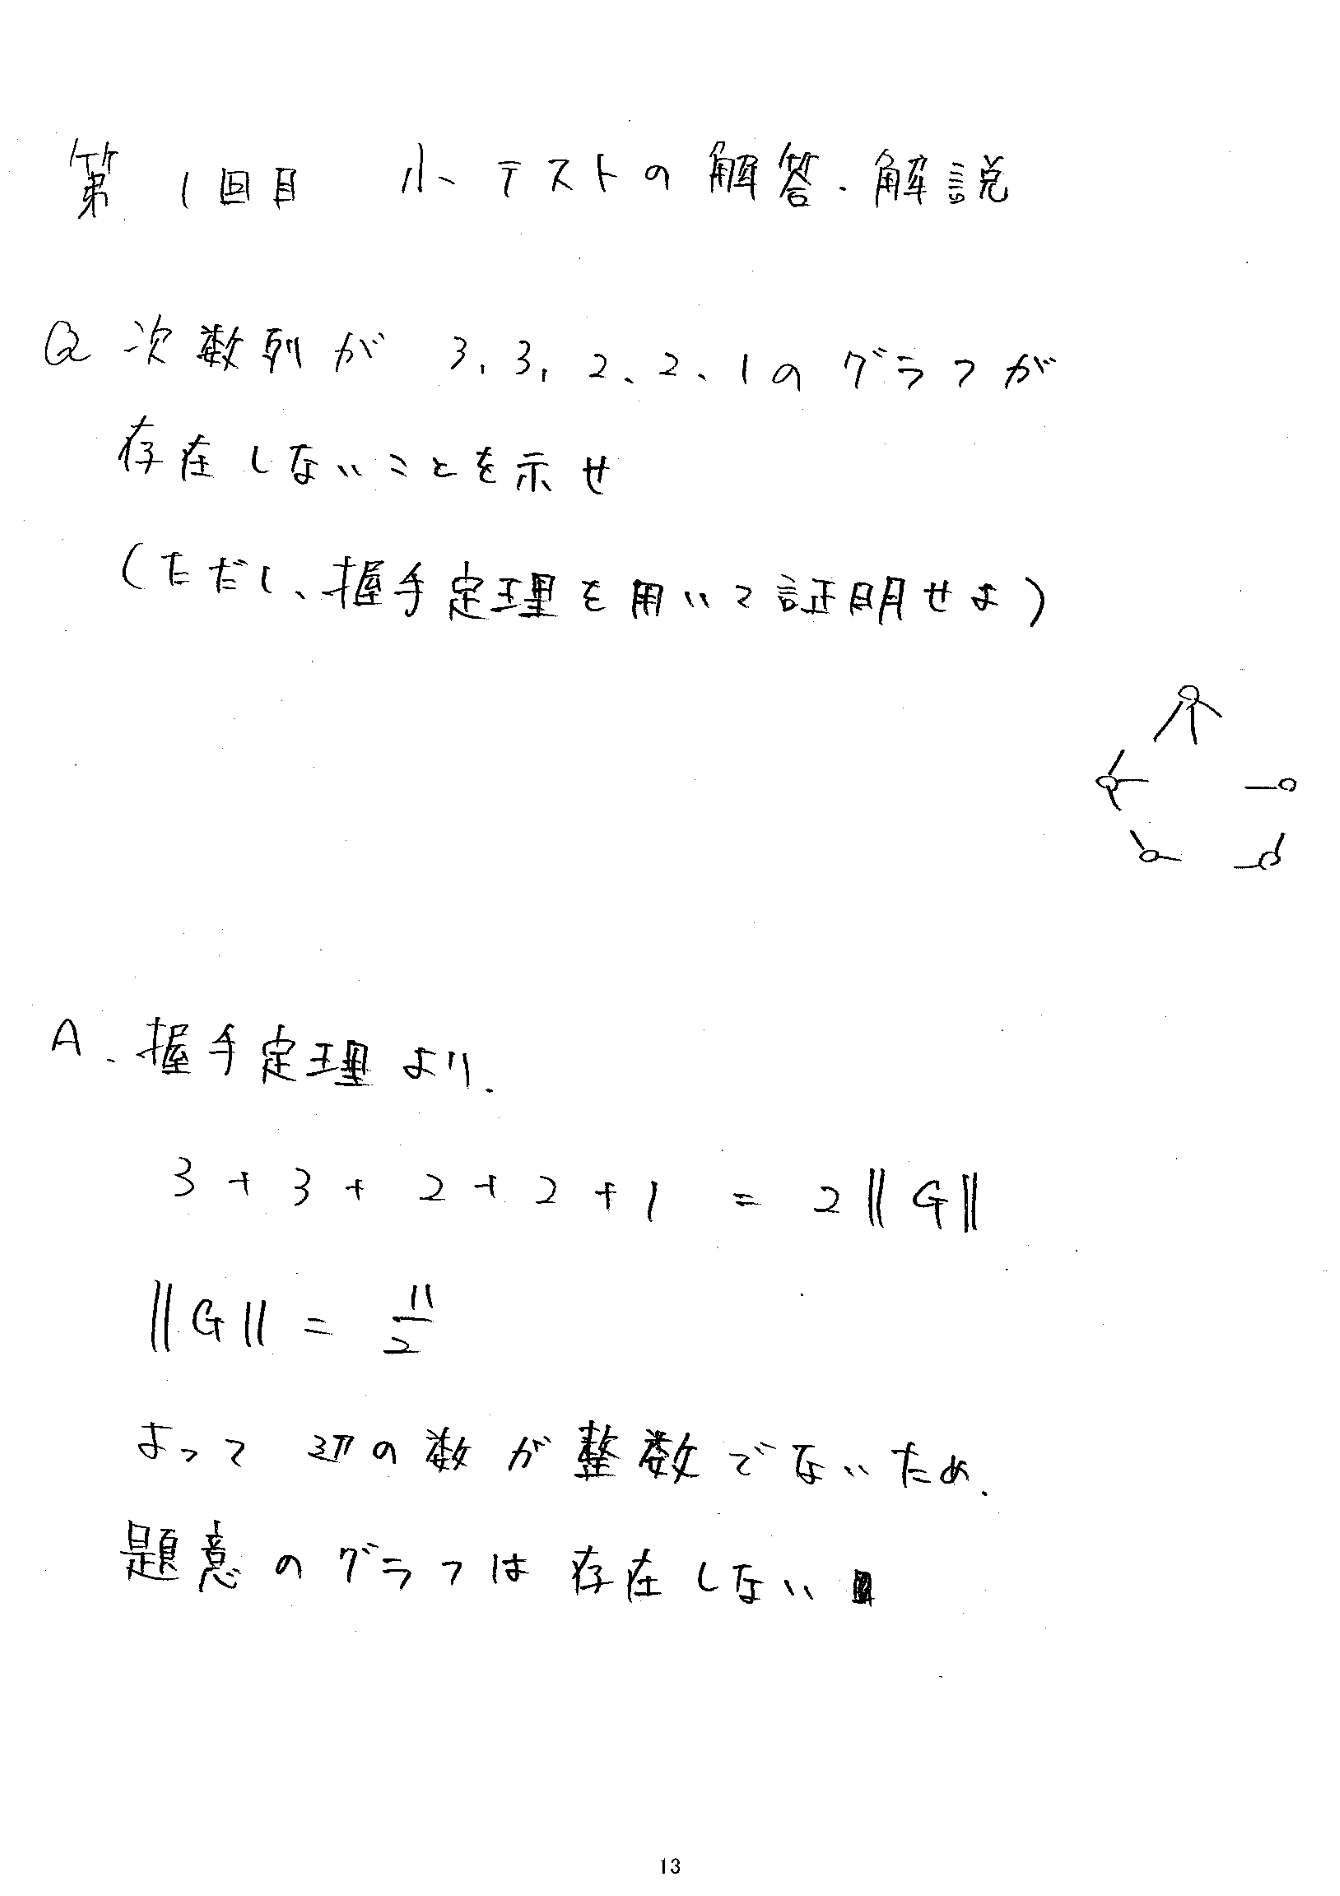 第1回目 小テストの解答・解説
Q 次数列が 3、3、2、2、1のグラフが
存在しないことを示せ
(ただし、握手定理を用いて証明せよ)
A. 握手定理より、
3 + 3 + 2 + 2 + 1 = 2||G||
||G|| = 11/2
よって 辺の数が整数でないため、
題意のグラフは存在しない ■
13